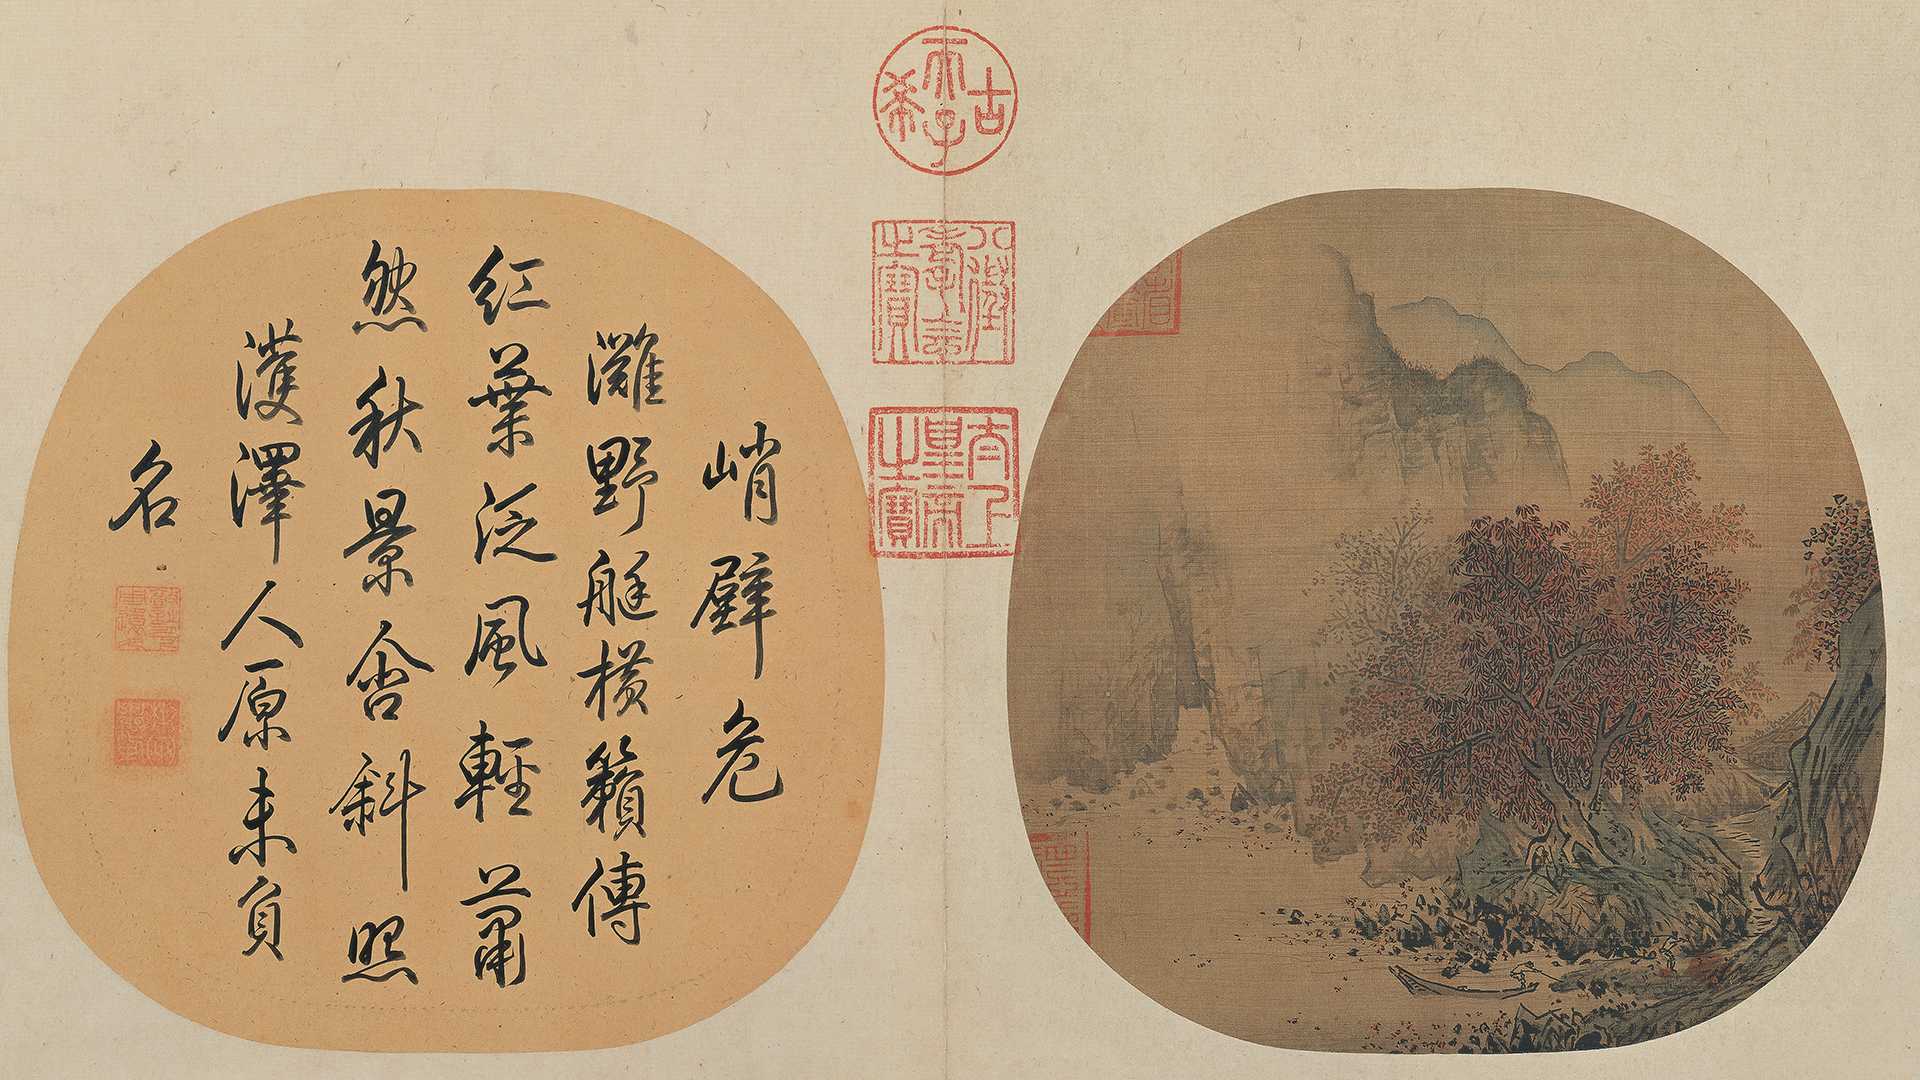 古希天子
八徵耄念之寶
太上皇帝之寶
峭壁危
灘野艇橫籟傳
紅葉泛風輕蕭
然秋景含斜照
濩澤人原未負
名